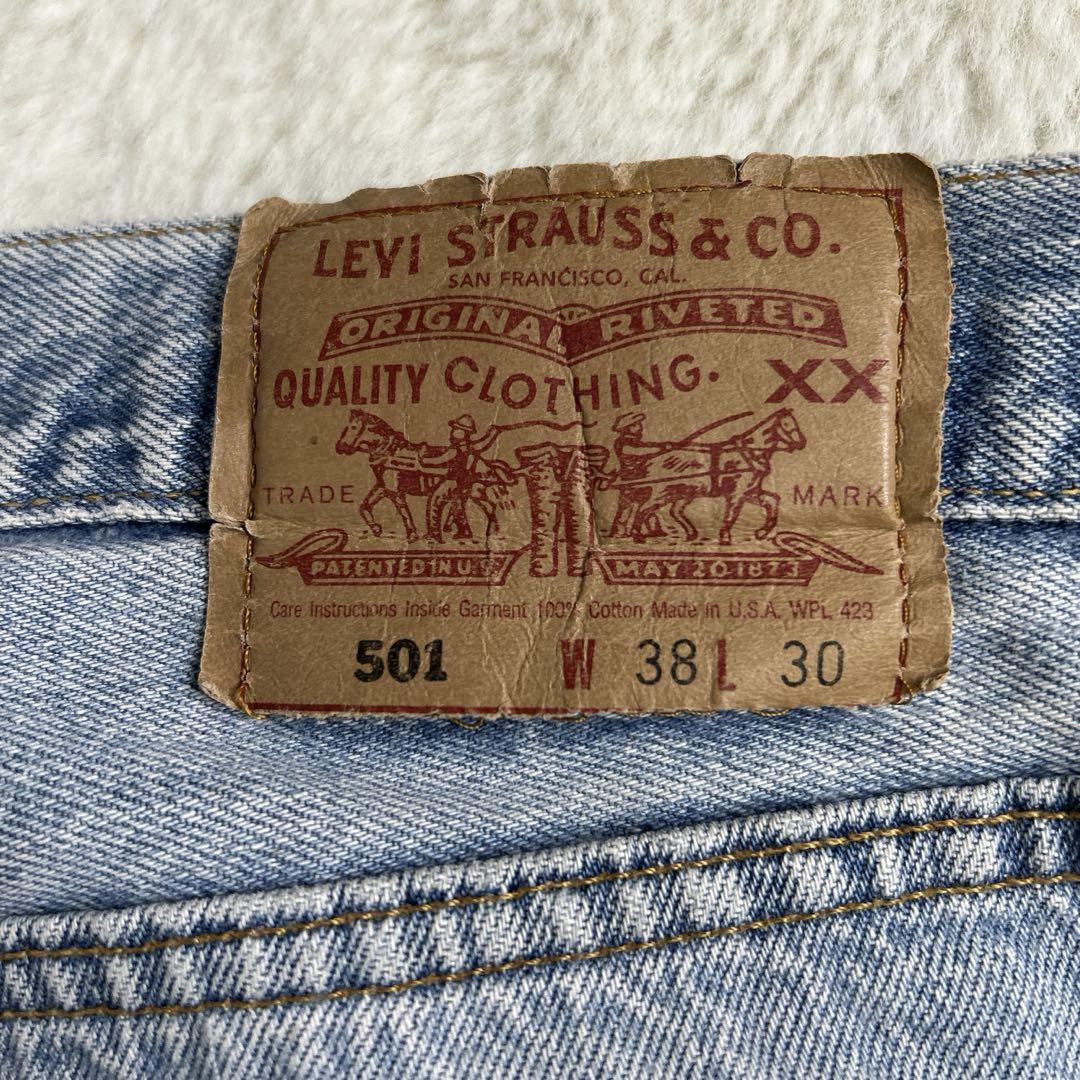 LEVI STRAUSS & CO.
SAN FRANCISCO, CAL.
ORIGINAL RIVETED
QUALITY CLOTHING. XX
TRADE MARK
PATENTED IN U.S. MAY 20 1873
Care Instructions Inside Garment 100% Cotton Made in U.S.A. WPL 423
501 W 38 L 30